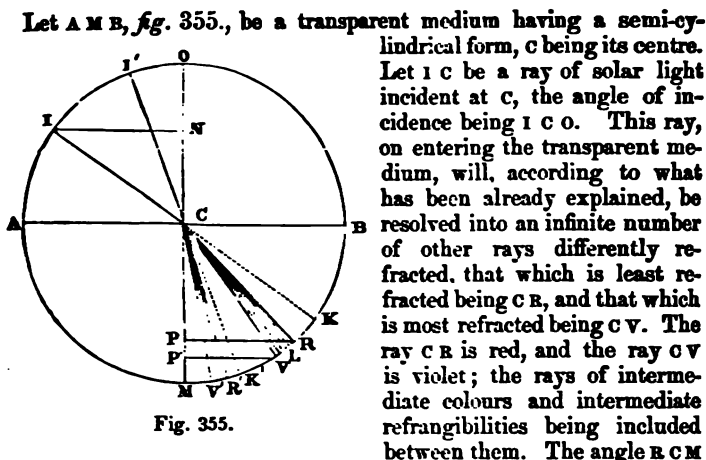 Let A M B, fig. 355., be a transparent medium having a semi-cy-
lindrical form, C being its centre.
Let I C be a ray of solar light
incident at C, the angle of in-
cidence being I C O. This ray,
on entering the transparent me-
dium, will, according to what
has been already explained, be
resolved into an infinite number
of other rays differently re-
fracted, that which is least re-
fracted being C R, and that which
is most refracted being C V. The
ray C R is red, and the ray C V
is violet; the rays of interme-
diate colours and intermediate
refrangibilities being included
between them. The angle R C M
I' O
I N
A C B
K
P R
P' V L
M V' R' K'
Fig. 355.